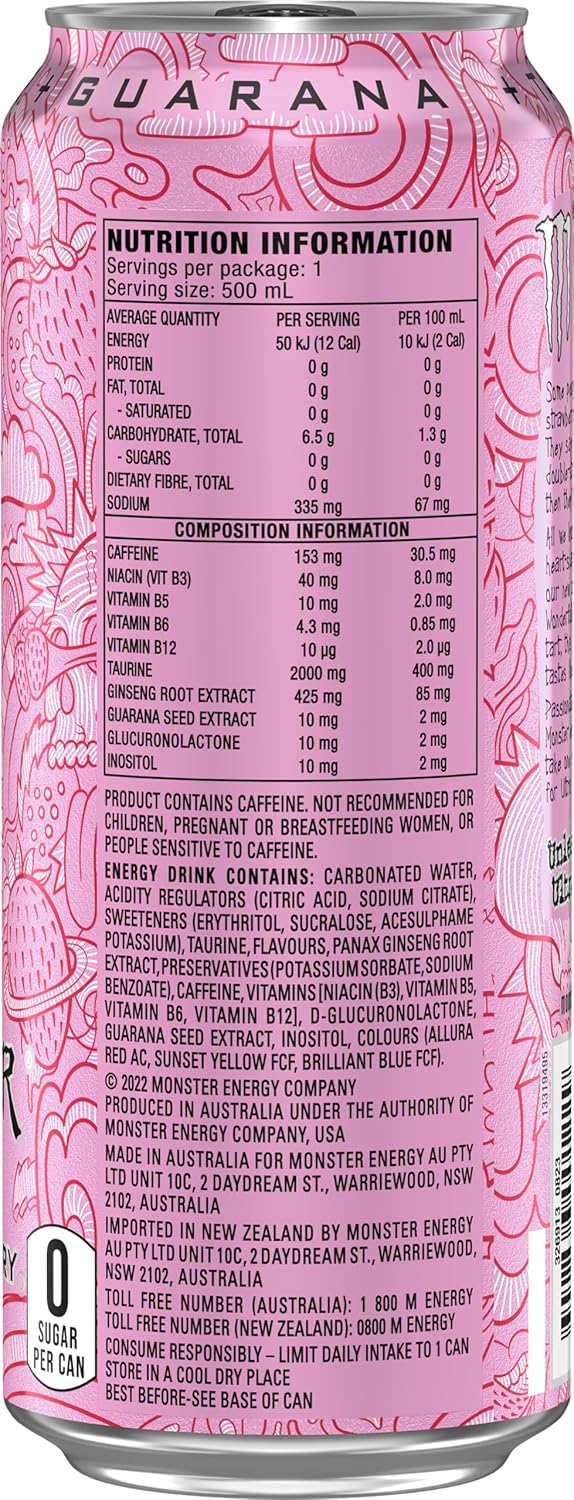 + GUARANA +
NUTRITION INFORMATION
Servings per package: 1
Serving size: 500 mL
AVERAGE QUANTITY PER SERVING PER 100 mL
ENERGY 50 kJ (12 Cal) 10 kJ (2 Cal)
PROTEIN 0 g 0 g
FAT, TOTAL 0 g 0 g
- SATURATED 0 g 0 g
CARBOHYDRATE, TOTAL 6.5 g 1.3 g
- SUGARS 0 g 0 g
DIETARY FIBRE, TOTAL 0 g 0 g
SODIUM 335 mg 67 mg
COMPOSITION INFORMATION
CAFFEINE 153 mg 30.5 mg
NIACIN (VIT B3) 40 mg 8.0 mg
VITAMIN B5 10 mg 2.0 mg
VITAMIN B6 4.3 mg 0.85 mg
VITAMIN B12 10 µg 2.0 µg
TAURINE 2000 mg 400 mg
GINSENG ROOT EXTRACT 425 mg 85 mg
GUARANA SEED EXTRACT 10 mg 2 mg
GLUCURONOLACTONE 10 mg 2 mg
INOSITOL 10 mg 2 mg
PRODUCT CONTAINS CAFFEINE. NOT RECOMMENDED FOR
CHILDREN, PREGNANT OR BREASTFEEDING WOMEN, OR
PEOPLE SENSITIVE TO CAFFEINE.
ENERGY DRINK CONTAINS: CARBONATED WATER,
ACIDITY REGULATORS (CITRIC ACID, SODIUM CITRATE),
SWEETENERS (ERYTHRITOL, SUCRALOSE, ACESULPHAME
POTASSIUM), TAURINE, FLAVOURS, PANAX GINSENG ROOT
EXTRACT, PRESERVATIVES (POTASSIUM SORBATE, SODIUM
BENZOATE), CAFFEINE, VITAMINS [NIACIN (B3), VITAMIN B5,
VITAMIN B6, VITAMIN B12], D-GLUCURONOLACTONE,
GUARANA SEED EXTRACT, INOSITOL, COLOURS (ALLURA
RED AC, SUNSET YELLOW FCF, BRILLIANT BLUE FCF).
© 2022 MONSTER ENERGY COMPANY
PRODUCED IN AUSTRALIA UNDER THE AUTHORITY OF
MONSTER ENERGY COMPANY, USA
MADE IN AUSTRALIA FOR MONSTER ENERGY AU PTY
LTD UNIT 10C, 2 DAYDREAM ST., WARRIEWOOD, NSW
2102, AUSTRALIA
IMPORTED IN NEW ZEALAND BY MONSTER ENERGY
AU PTY LTD UNIT 10C, 2 DAYDREAM ST., WARRIEWOOD,
NSW 2102, AUSTRALIA
TOLL FREE NUMBER (AUSTRALIA): 1 800 M ENERGY
TOLL FREE NUMBER (NEW ZEALAND): 0800 M ENERGY
CONSUME RESPONSIBLY – LIMIT DAILY INTAKE TO 1 CAN
STORE IN A COOL DRY PLACE
BEST BEFORE-SEE BASE OF CAN
0
SUGAR
PER CAN
13319495
0823
Some
They
then
All we
our
tart,
Monster
take
for